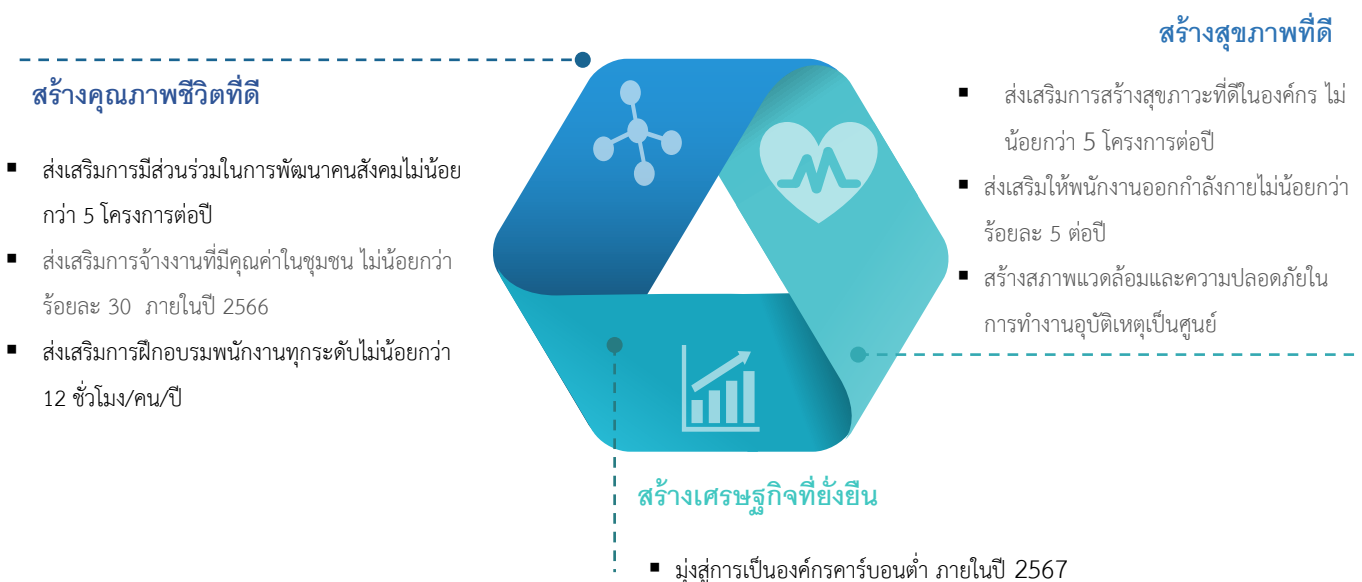 สร้างคุณภาพชีวิตที่ดี
ส่งเสริมการมีส่วนร่วมในการพัฒนาคนสังคมไม่น้อย
กว่า 5 โครงการต่อปี
ส่งเสริมการจ้างงานที่มีคุณค่าในชุมชน ไม่น้อยกว่า
ร้อยละ 30 ภายในปี 2566
ส่งเสริมการฝึกอบรมพนักงานทุกระดับไม่น้อยกว่า
12 ชั่วโมง/คน/ปี
สร้างสุขภาพที่ดี
ส่งเสริมการสร้างสุขภาวะที่ดีในองค์กร ไม่
น้อยกว่า 5 โครงการต่อปี
ส่งเสริมให้พนักงานออกกำลังกายไม่น้อยกว่า
ร้อยละ 5 ต่อปี
สร้างสภาพแวดล้อมและความปลอดภัยใน
การทำงานอุบัติเหตุเป็นศูนย์
สร้างเศรษฐกิจที่ยั่งยืน
มุ่งสู่การเป็นองค์กรคาร์บอนต่ำ ภายในปี 2567